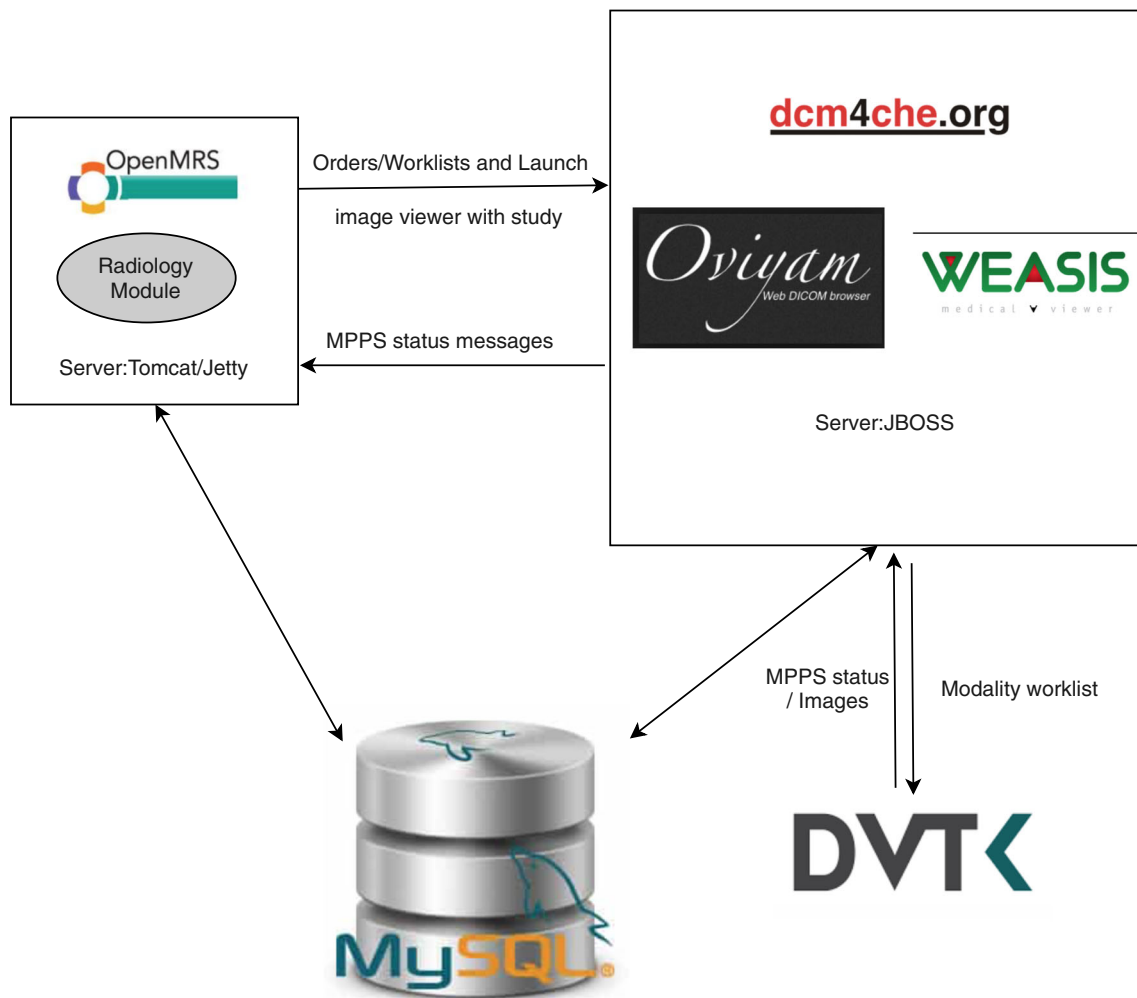 dcm4che.org
OpenMRS
Orders/Worklists and Launch
image viewer with study
Radiology
Module
Oviyam
Web DICOM browser
WEASIS
medical viewer
MPPS status messages
Server:Tomcat/Jetty
Server:JBOSS
MPPS status
/ Images
Modality worklist
DVTK
MySQL®